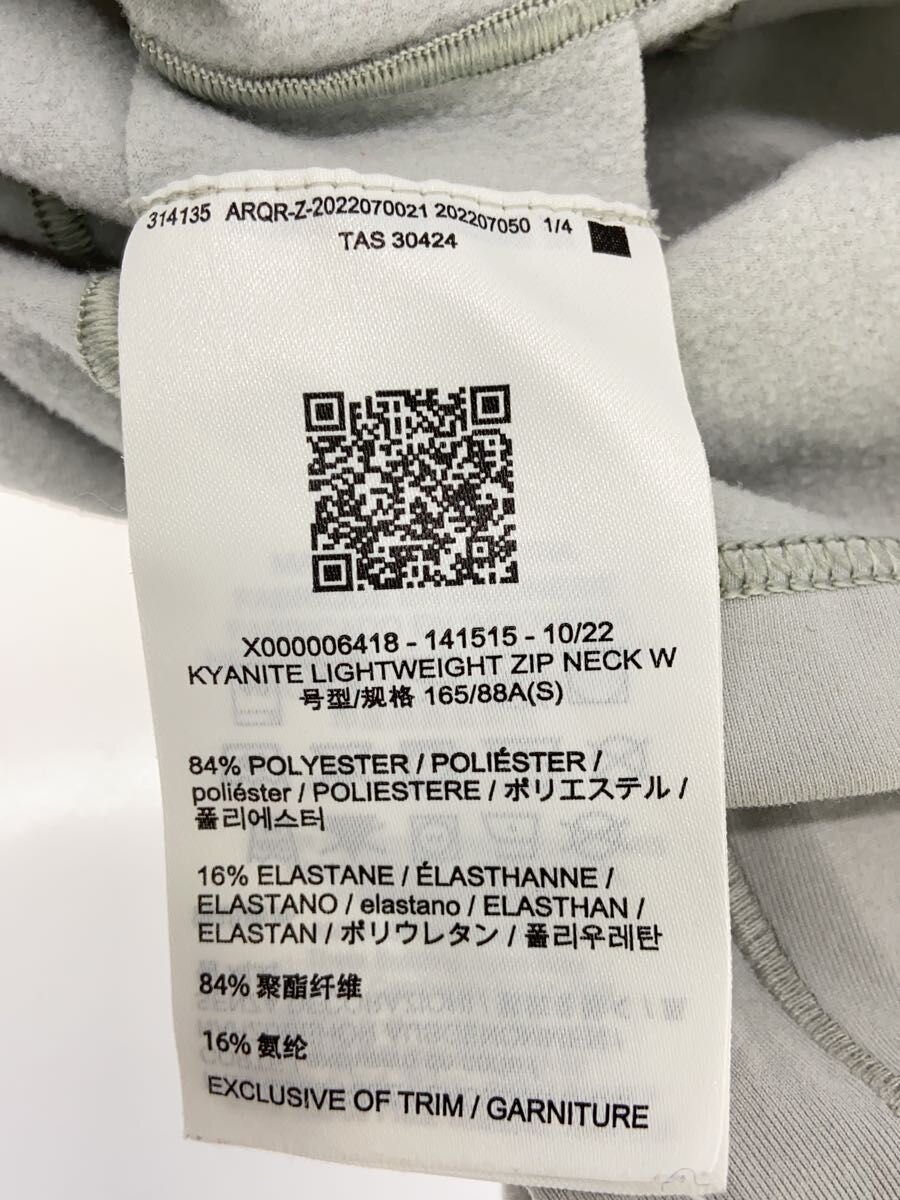 314135 ARQR-Z-2022070021 202207050 1/4
TAS 30424
X000006418 - 141515 - 10/22
KYANITE LIGHTWEIGHT ZIP NECK W
号型/规格 165/88A(S)
84% POLYESTER / POLIÉSTER /
poliéster / POLIESTERE / ポリエステル /
폴리에스터
16% ELASTANE / ÉLASTHANNE /
ELASTANO / elastano / ELASTHAN /
ELASTAN / ポリウレタン / 폴리우레탄
84% 聚酯纤维
16% 氨纶
EXCLUSIVE OF TRIM / GARNITURE